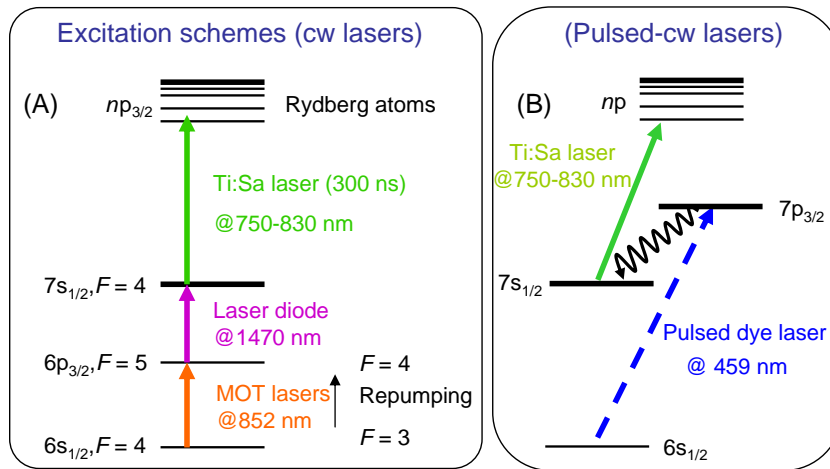 Excitation schemes (cw lasers)
(A)
np3/2
Rydberg atoms
Ti:Sa laser (300 ns)
@750-830 nm
7s1/2,F = 4
Laser diode
@1470 nm
6p3/2,F = 5
F = 4
MOT lasers
@852 nm
Repumping
6s1/2,F = 4
F = 3
(Pulsed-cw lasers)
(B)
np
Ti:Sa laser
@750-830 nm
7p3/2
7s1/2
Pulsed dye laser
@ 459 nm
6s1/2